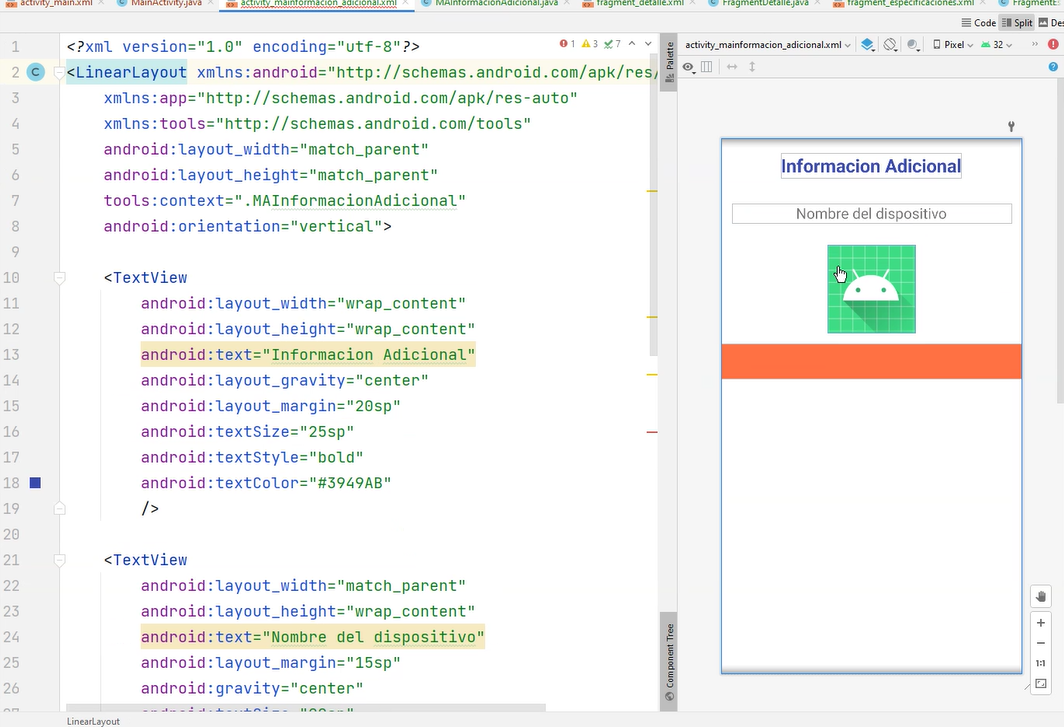 activity_main.xml MainActivity.java activity_mainformacion_adicional.xml MAInformacionAdicional.java fragment_detalle.xml FragmentDetalle.java fragment_especificaciones.xml FragmentE
Code Split Des
1 <?xml version="1.0" encoding="utf-8"?> 1 3 7
activity_mainformacion_adicional.xml Pixel 32
2 C <LinearLayout xmlns:android="http://schemas.android.com/apk/res/
3 xmlns:app="http://schemas.android.com/apk/res-auto"
4 xmlns:tools="http://schemas.android.com/tools"
5 android:layout_width="match_parent"
6 android:layout_height="match_parent"
7 tools:context=".MAInformacionAdicional"
8 android:orientation="vertical">
9
10 <TextView
11 android:layout_width="wrap_content"
12 android:layout_height="wrap_content"
13 android:text="Informacion Adicional"
14 android:layout_gravity="center"
15 android:layout_margin="20sp"
16 android:textSize="25sp"
17 android:textStyle="bold"
18 android:textColor="#3949AB"
19 />
20
21 <TextView
22 android:layout_width="match_parent"
23 android:layout_height="wrap_content"
24 android:text="Nombre del dispositivo"
25 android:layout_margin="15sp"
26 android:gravity="center"
LinearLayout
Palette
Component Tree
Informacion Adicional
Nombre del dispositivo
1:1